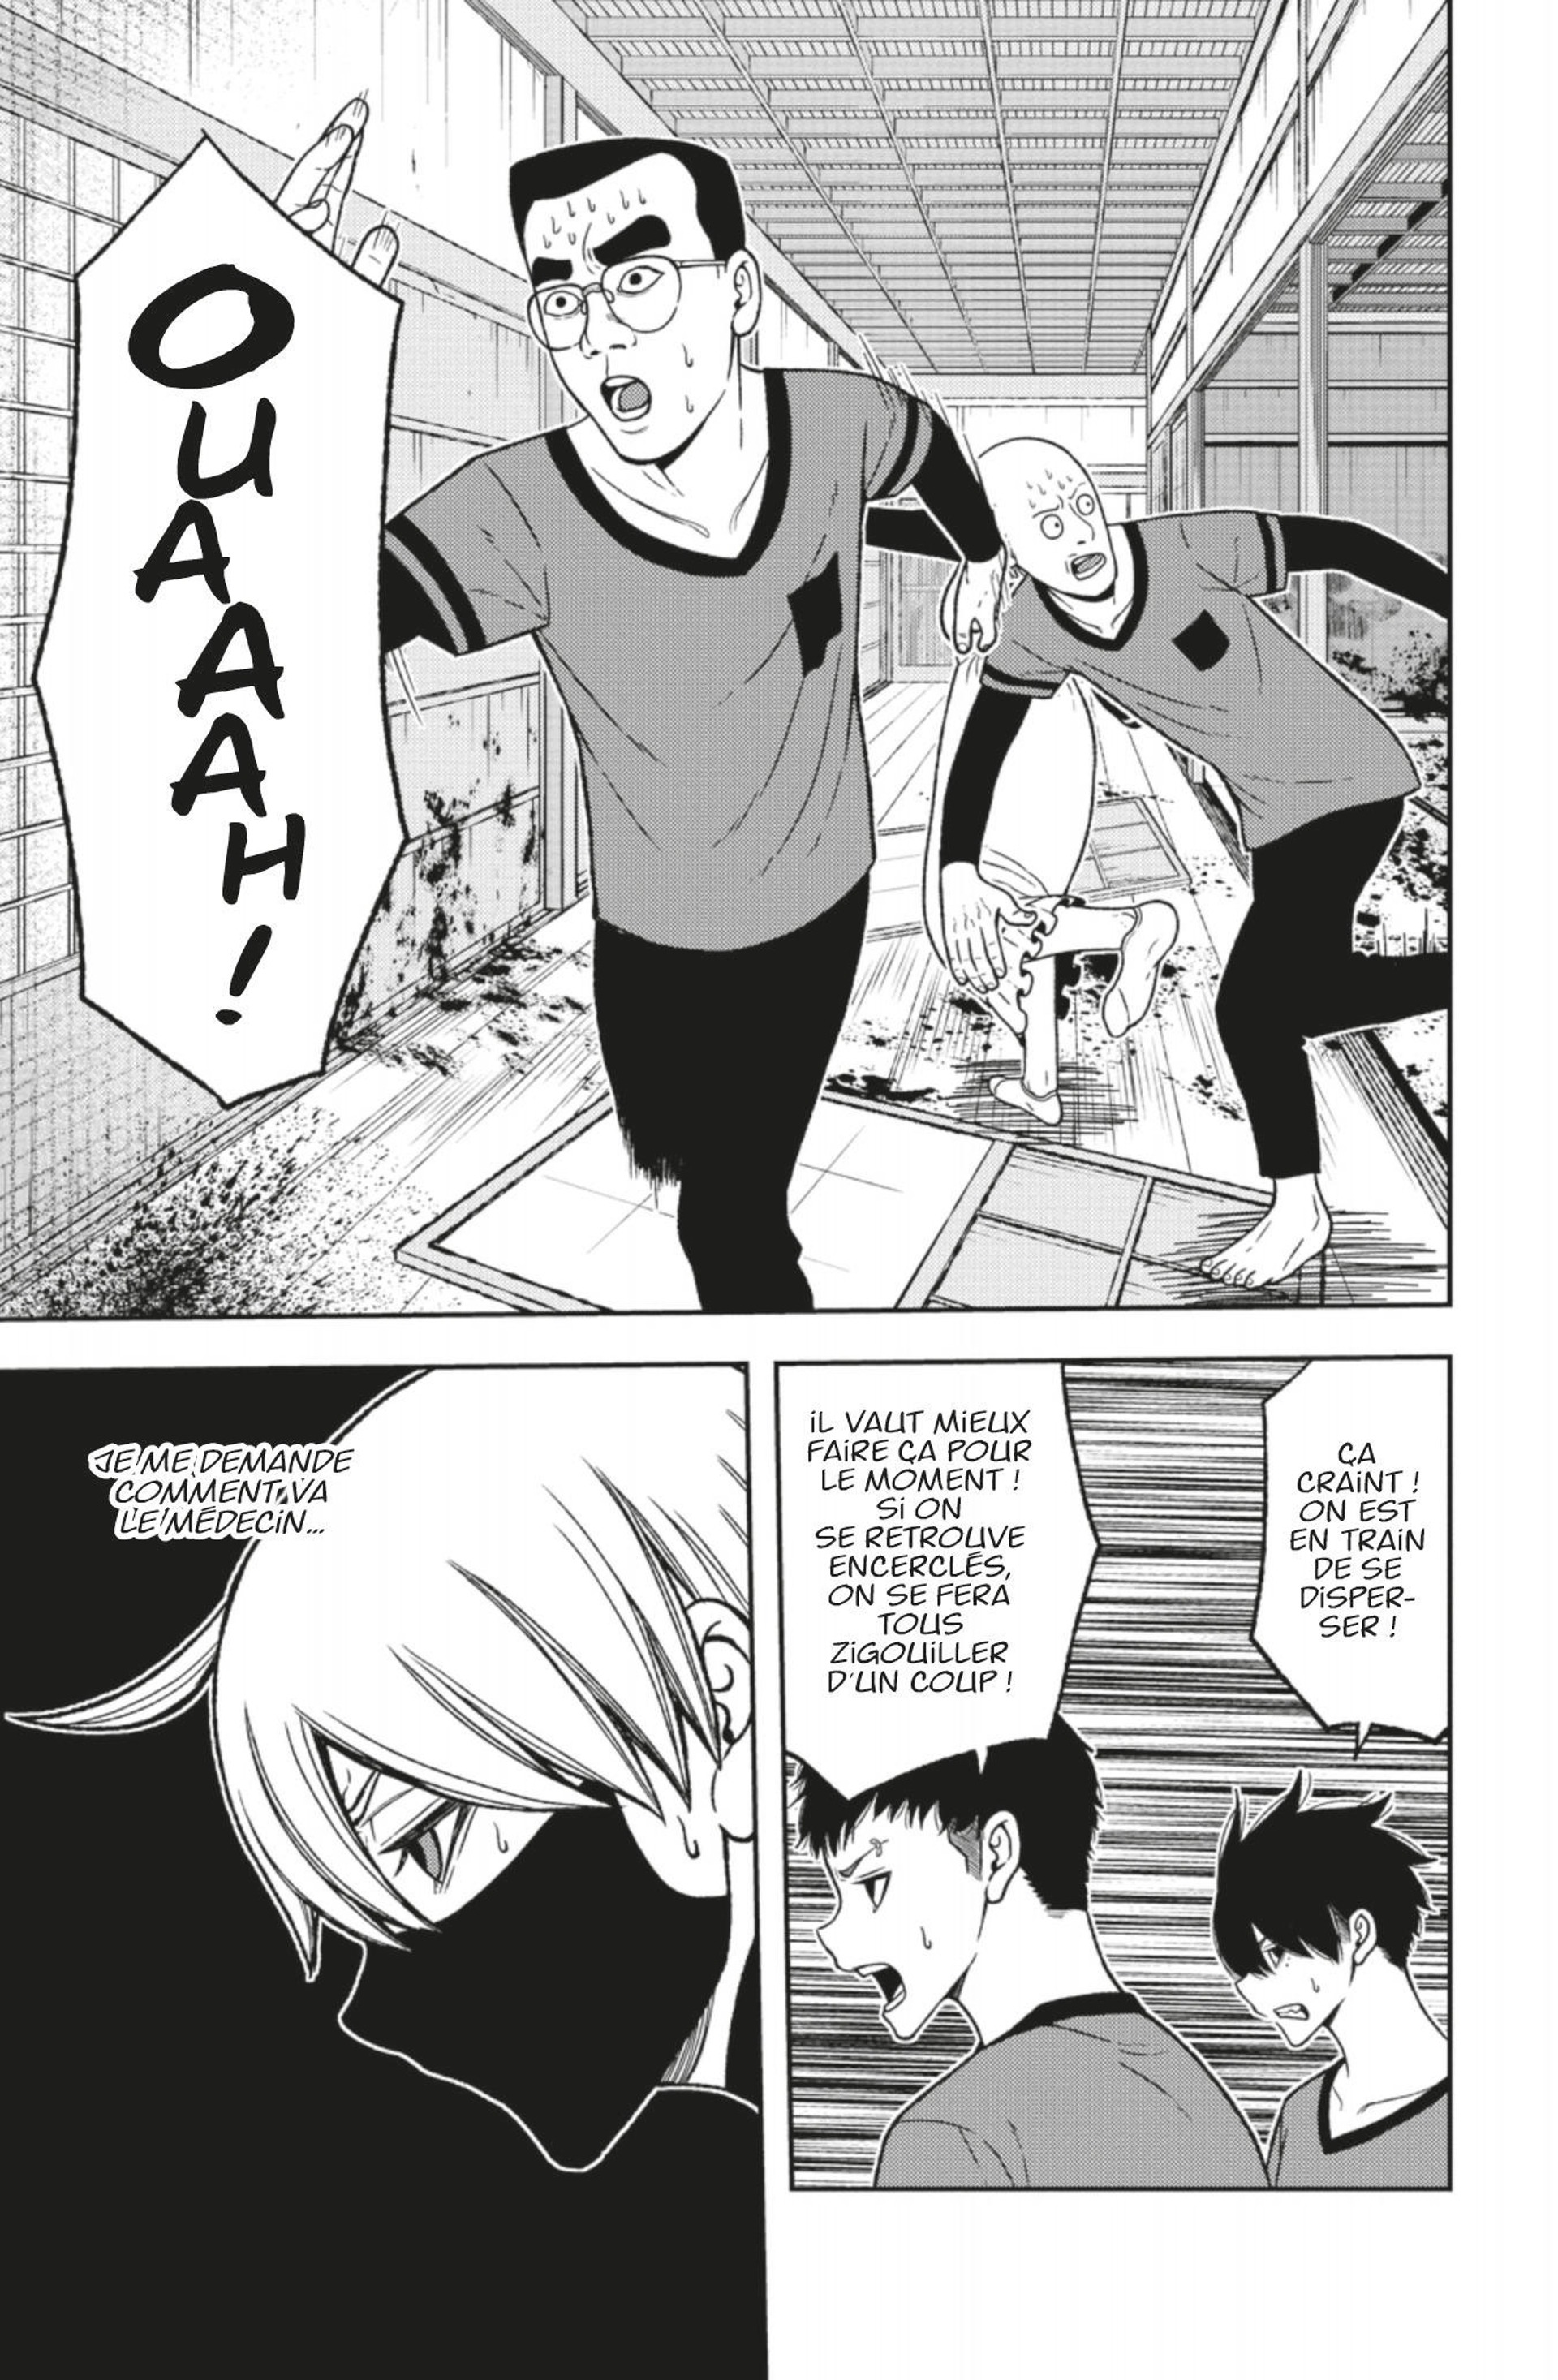 OUAAAH !
ÇA
CRAINT !
ON EST
EN TRAIN
DE SE
DISPER-
SER !
IL VAUT MIEUX
FAIRE ÇA POUR
LE MOMENT !
SI ON
SE RETROUVE
ENCERCLÉS,
ON SE FERA
TOUS
ZIGOUILLER
D'UN COUP !
JE ME DEMANDE
COMMENT VA
LE MÉDECIN...